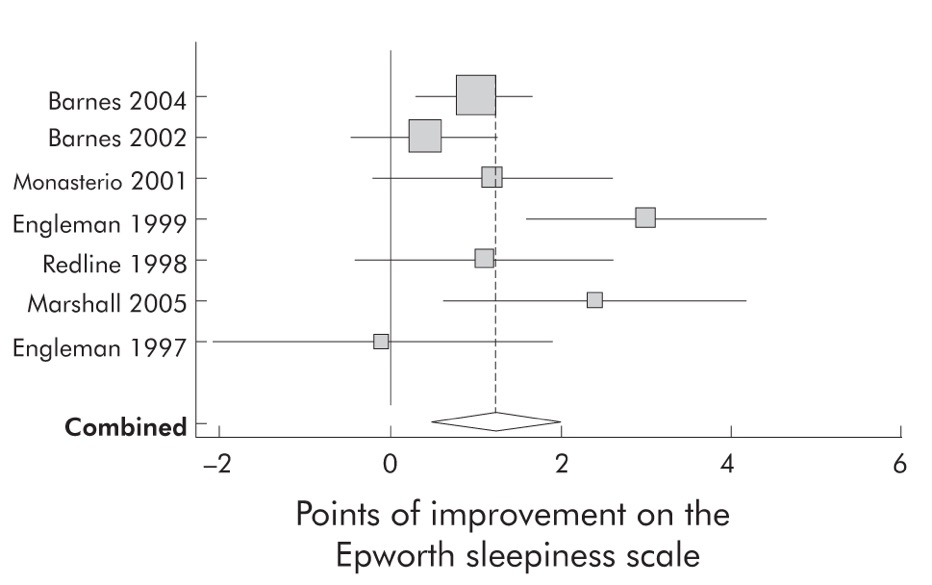 Barnes 2004
Barnes 2002
Monasterio 2001
Engleman 1999
Redline 1998
Marshall 2005
Engleman 1997
Combined
–2 0 2 4 6
Points of improvement on the
Epworth sleepiness scale